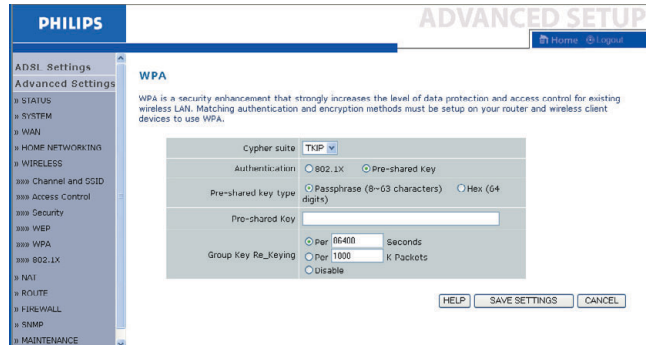 PHILIPS
ADVANCED SETUP
Home Logout
ADSL Settings
Advanced Settings
» STATUS
» SYSTEM
» WAN
» HOME NETWORKING
» WIRELESS
»»» Channel and SSID
»»» Access Control
»»» Security
»»» WEP
»»» WPA
»»» 802.1X
» NAT
» ROUTE
» FIREWALL
» SNMP
» MAINTENANCE
WPA
WPA is a security enhancement that strongly increases the level of data protection and access control for existing
wireless LAN. Matching authentication and encryption methods must be setup on your router and wireless client
devices to use WPA.
Cypher suite TKIP
Authentication 802.1X Pre-shared Key
Pre-shared key type Passphrase (8~63 characters) Hex (64
digits)
Pre-shared Key
Group Key Re_Keying
Per 86400 Seconds
Per 1000 K Packets
Disable
HELP SAVE SETTINGS CANCEL